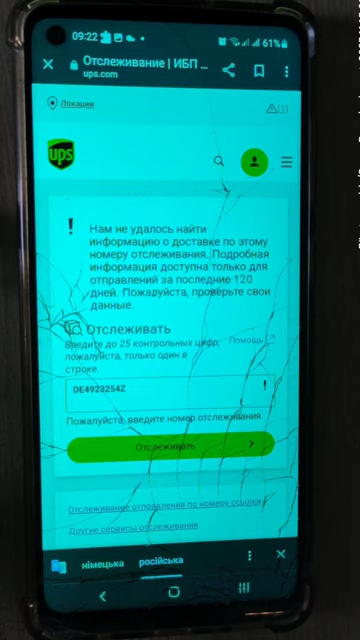 09:22
61%
Отслеживание | ИБП ...
ups.com
Локации
(1)
ups
Нам не удалось найти
информацию о доставке по этому
номеру отслеживания. Подробная
информация доступна только для
отправлений за последние 120
дней. Пожалуйста, проверьте свои
данные.
Отслеживать
Введите до 25 контрольных цифр,
Помощь
пожалуйста, только один в
строке.
DE4923254Z
Пожалуйста, введите номер отслеживания.
Отслеживать
Отслеживание отправления по номеру ссылки
Другие сервисы отслеживания
німецька російська